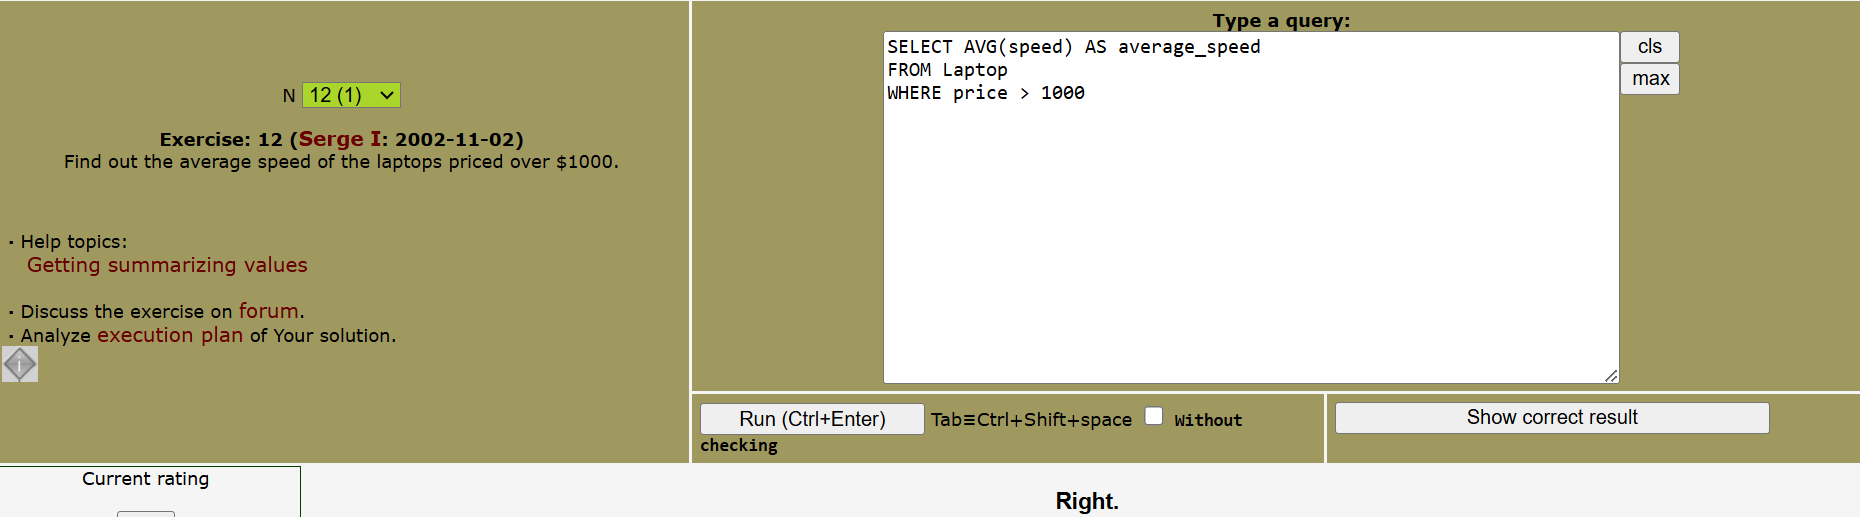 N 12 (1)
Exercise: 12 (Serge I: 2002-11-02)
Find out the average speed of the laptops priced over $1000.
· Help topics:
Getting summarizing values
· Discuss the exercise on forum.
· Analyze execution plan of Your solution.
i
Type a query:
SELECT AVG(speed) AS average_speed
FROM Laptop
WHERE price > 1000
cls
max
Run (Ctrl+Enter) Tab≡Ctrl+Shift+space Without
checking
Show correct result
Current rating
Right.